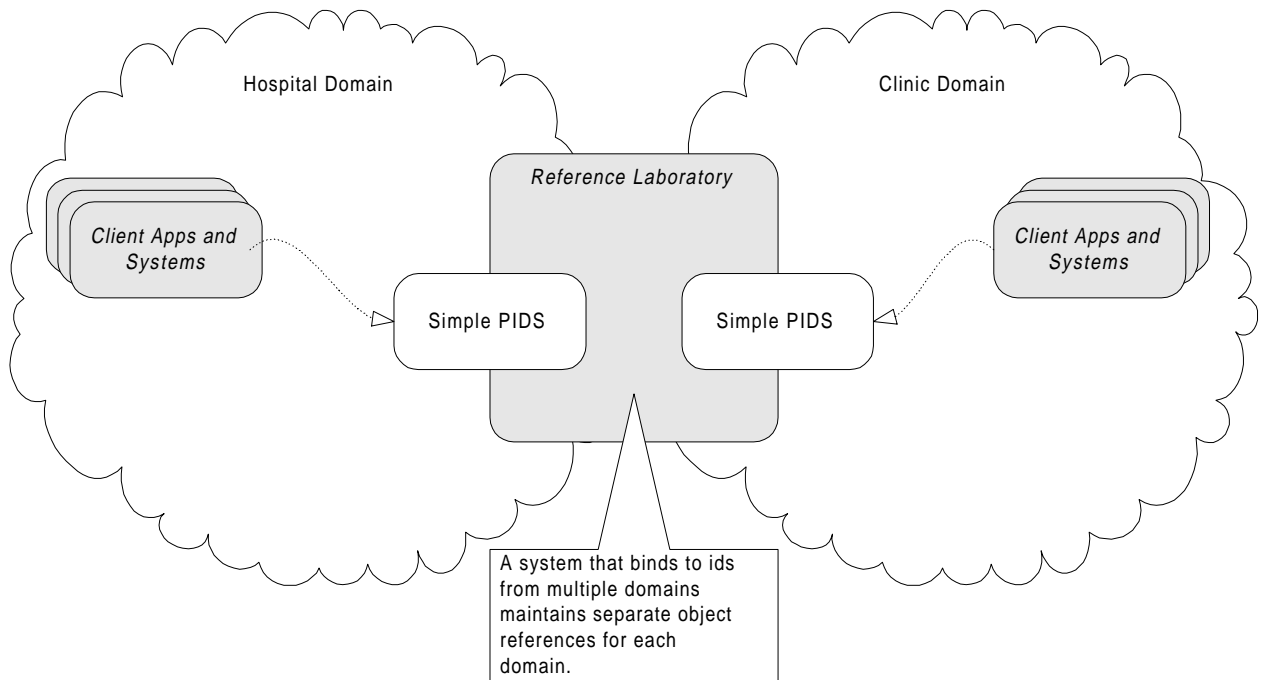 Hospital Domain
Clinic Domain
Reference Laboratory
Client Apps and
Systems
Client Apps and
Systems
Simple PIDS
Simple PIDS
A system that binds to ids
from multiple domains
maintains separate object
references for each
domain.